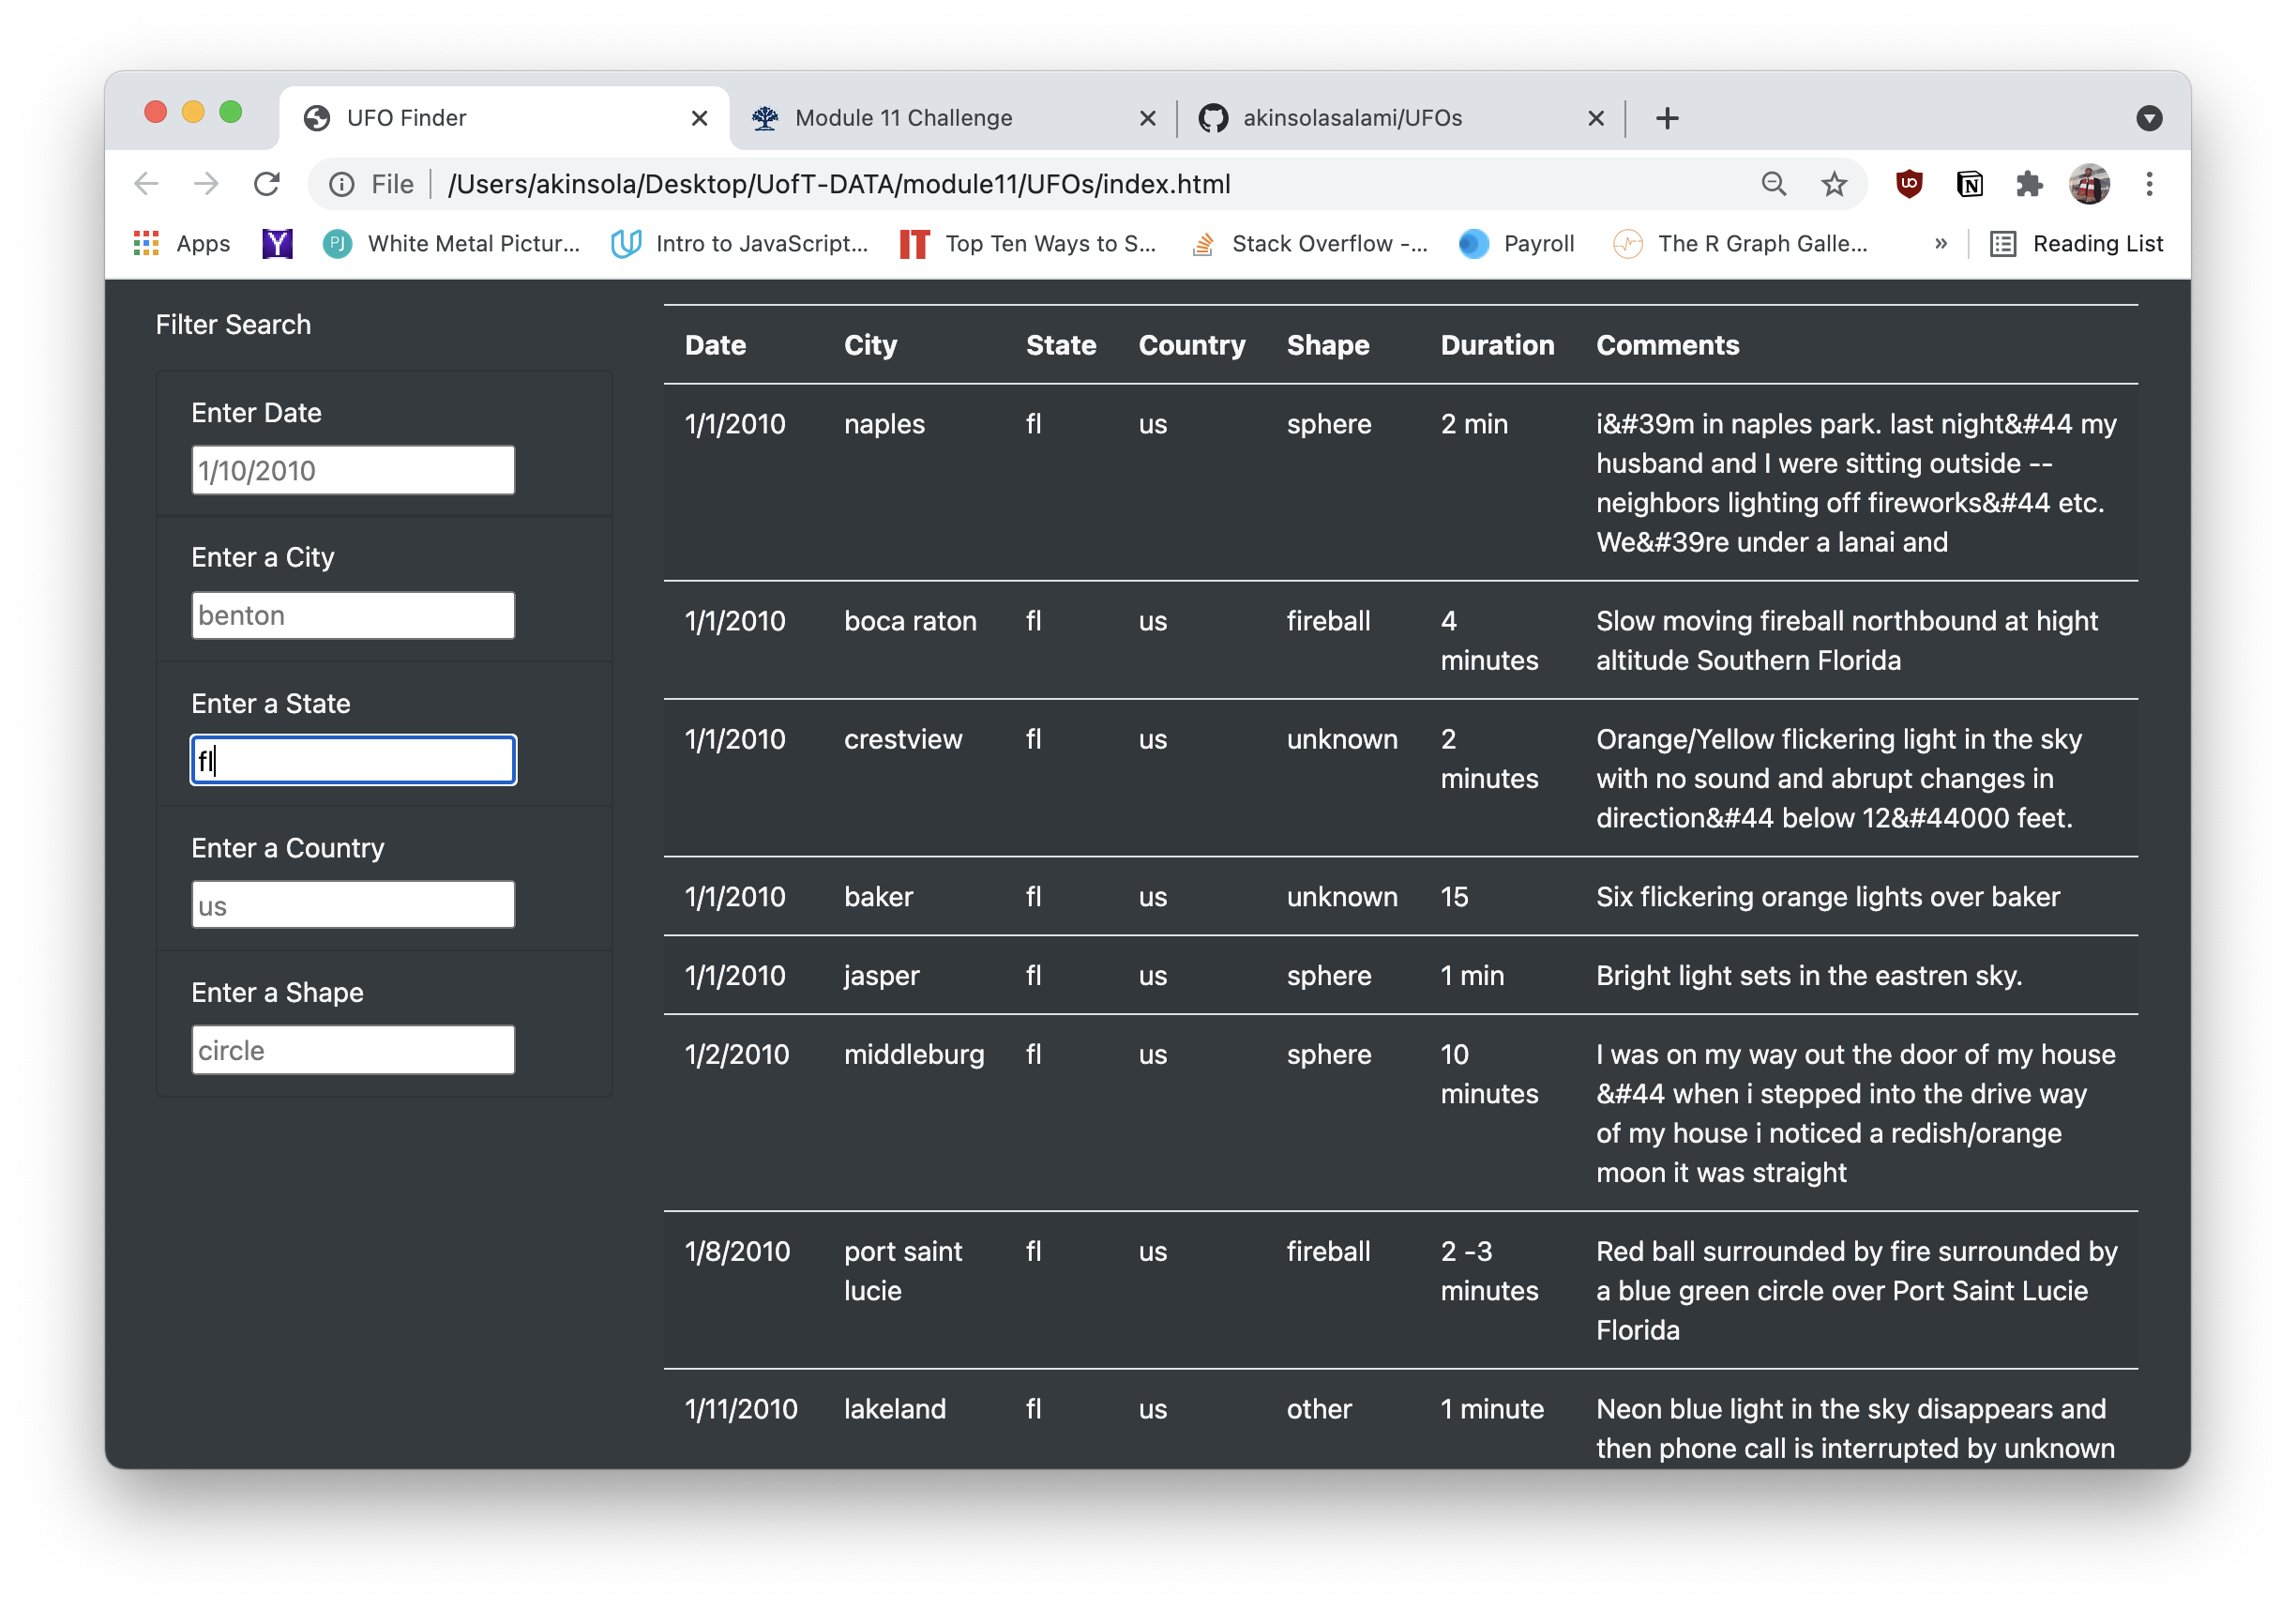 UFO Finder
Module 11 Challenge
akinsolasalami/UFOs
File
/Users/akinsola/Desktop/UofT-DATA/module11/UFOs/index.html
Apps
White Metal Pictur...
Intro to JavaScript...
Top Ten Ways to S...
Stack Overflow -...
Payroll
The R Graph Galle...
»
Reading List
Filter Search
Enter Date
1/10/2010
Enter a City
benton
Enter a State
fl
Enter a Country
us
Enter a Shape
circle
Date City State Country Shape Duration Comments
1/1/2010 naples fl us sphere 2 min i&#39m in naples park. last night&#44 my
husband and I were sitting outside --
neighbors lighting off fireworks&#44 etc.
We&#39re under a lanai and
1/1/2010 boca raton fl us fireball 4 Slow moving fireball northbound at hight
minutes altitude Southern Florida
1/1/2010 crestview fl us unknown 2 Orange/Yellow flickering light in the sky
minutes with no sound and abrupt changes in
direction&#44 below 12&#44000 feet.
1/1/2010 baker fl us unknown 15 Six flickering orange lights over baker
1/1/2010 jasper fl us sphere 1 min Bright light sets in the eastren sky.
1/2/2010 middleburg fl us sphere 10 I was on my way out the door of my house
minutes &#44 when i stepped into the drive way
of my house i noticed a redish/orange
moon it was straight
1/8/2010 port saint fl us fireball 2 -3 Red ball surrounded by fire surrounded by
lucie minutes a blue green circle over Port Saint Lucie
Florida
1/11/2010 lakeland fl us other 1 minute Neon blue light in the sky disappears and
then phone call is interrupted by unknown